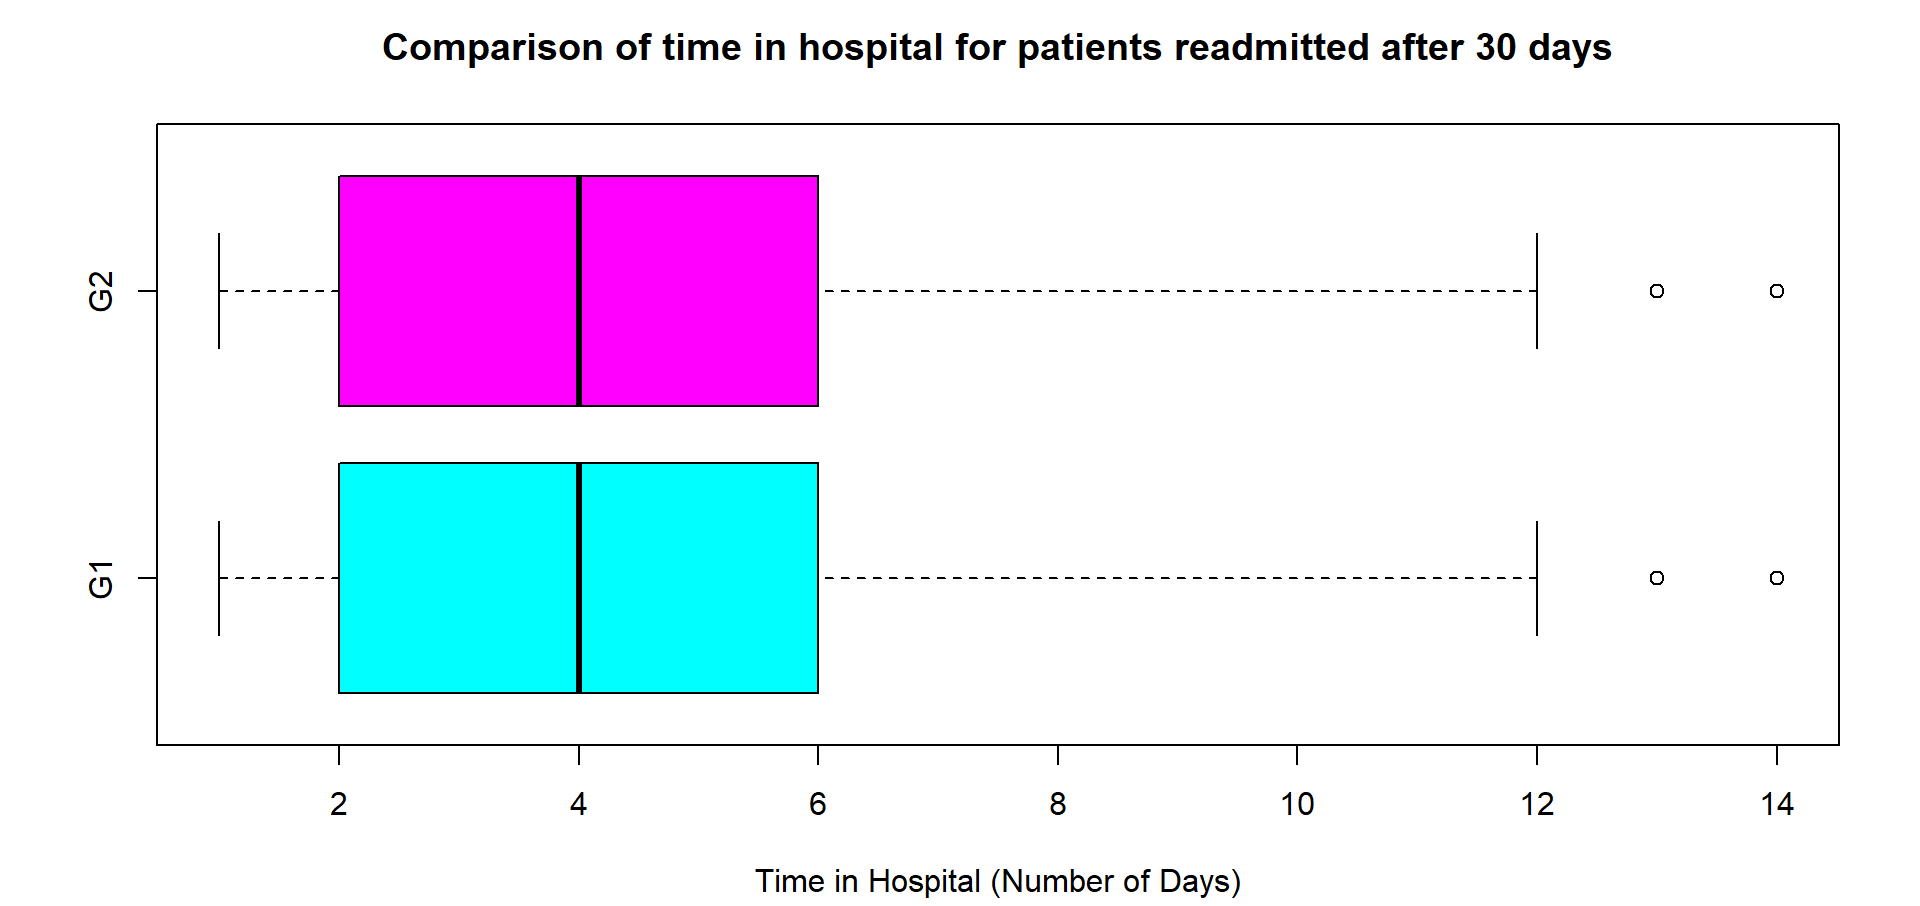 Comparison of time in hospital for patients readmitted after 30 days
G2
G1
2 4 6 8 10 12 14
Time in Hospital (Number of Days)